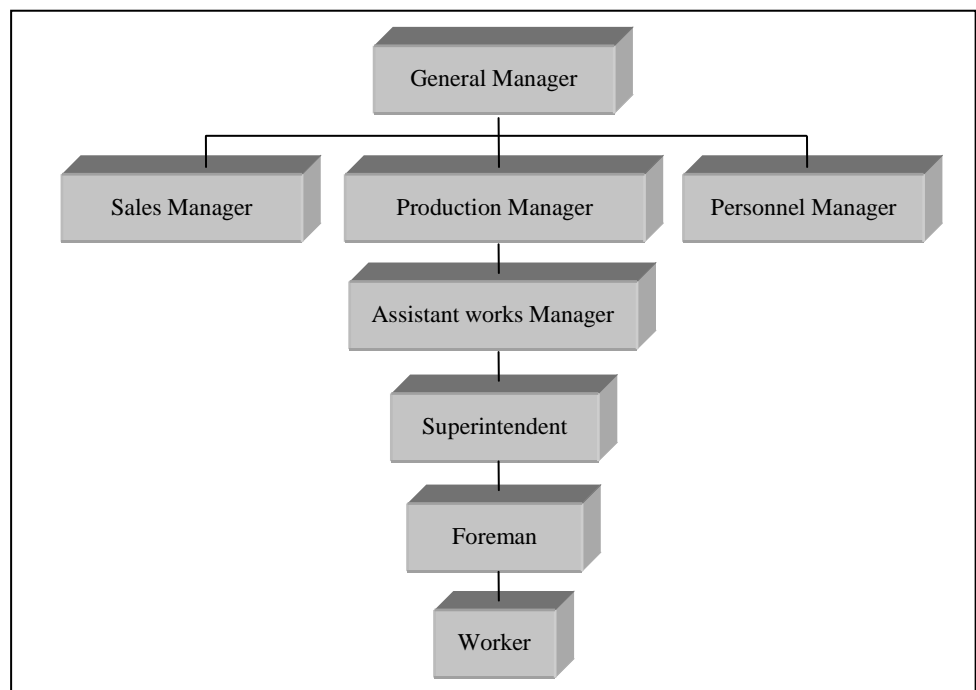 General Manager
Sales Manager
Production Manager
Personnel Manager
Assistant works Manager
Superintendent
Foreman
Worker